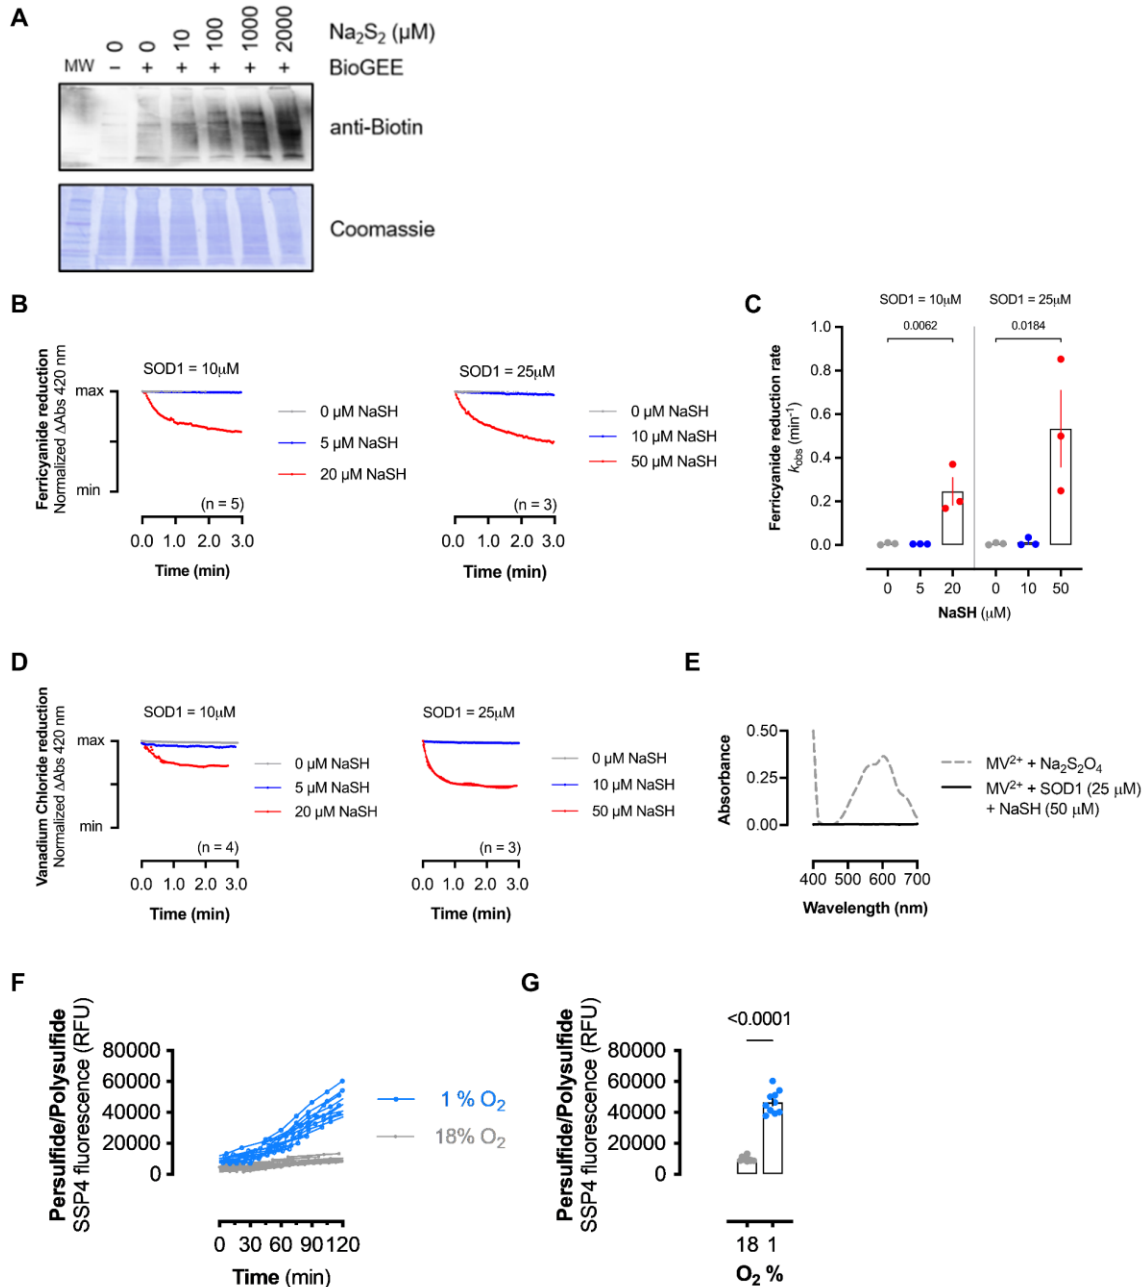 A
Na₂S₂ (µM)
0 0 10 100 1000 2000
MW – + + + + + BioGEE
anti-Biotin
Coomassie
B
Ferricyanide reduction
Normalized ΔAbs 420 nm
max
min
SOD1 = 10µM
0 µM NaSH
5 µM NaSH
20 µM NaSH
(n = 5)
0.0 1.0 2.0 3.0
Time (min)
SOD1 = 25µM
0 µM NaSH
10 µM NaSH
50 µM NaSH
(n = 3)
0.0 1.0 2.0 3.0
Time (min)
C
SOD1 = 10µM SOD1 = 25µM
0.0062 0.0184
Ferricyanide reduction rate
kobs (min⁻¹)
1.0
0.8
0.6
0.4
0.2
0.0
0 5 20 0 10 50
NaSH (µM)
D
Vanadium Chloride reduction
Normalized ΔAbs 420 nm
max
min
SOD1 = 10µM
0 µM NaSH
5 µM NaSH
20 µM NaSH
(n = 4)
0.0 1.0 2.0 3.0
Time (min)
SOD1 = 25µM
0 µM NaSH
10 µM NaSH
50 µM NaSH
(n = 3)
0.0 1.0 2.0 3.0
Time (min)
E
Absorbance
0.50
0.25
0.00
400 500 600 700
Wavelength (nm)
MV²⁺ + Na₂S₂O₄
MV²⁺ + SOD1 (25 µM)
+ NaSH (50 µM)
F
Persulfide/Polysulfide
SSP4 fluorescence (RFU)
80000
60000
40000
20000
0
1 % O₂
18% O₂
0 30 60 90 120
Time (min)
G
<0.0001
Persulfide/Polysulfide
SSP4 fluorescence (RFU)
80000
60000
40000
20000
0
18 1
O₂ %